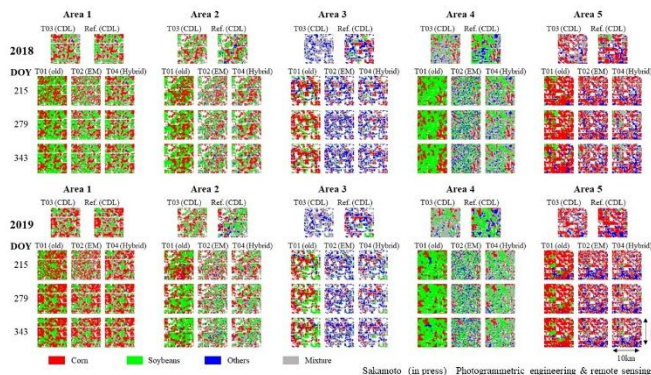 Area 1 Area 2 Area 3 Area 4 Area 5
T03 (CDL) Ref. (CDL) T03 (CDL) Ref. (CDL) T03 (CDL) Ref. (CDL) T03 (CDL) Ref. (CDL) T03 (CDL) Ref. (CDL)
2018
DOY T01 (old) T02 (EM) T04 (Hybrid) T01 (old) T02 (EM) T04 (Hybrid) T01 (old) T02 (EM) T04 (Hybrid) T01 (old) T02 (EM) T04 (Hybrid) T01 (old) T02 (EM) T04 (Hybrid)
215
279
343
Area 1 Area 2 Area 3 Area 4 Area 5
T03 (CDL) Ref. (CDL) T03 (CDL) Ref. (CDL) T03 (CDL) Ref. (CDL) T03 (CDL) Ref. (CDL) T03 (CDL) Ref. (CDL)
2019
DOY T01 (old) T02 (EM) T04 (Hybrid) T01 (old) T02 (EM) T04 (Hybrid) T01 (old) T02 (EM) T04 (Hybrid) T01 (old) T02 (EM) T04 (Hybrid) T01 (old) T02 (EM) T04 (Hybrid)
215
279
343
10km
Corn Soybeans Others Mixture
Sakamoto (in press) Photogrammetric engineering & remote sensing